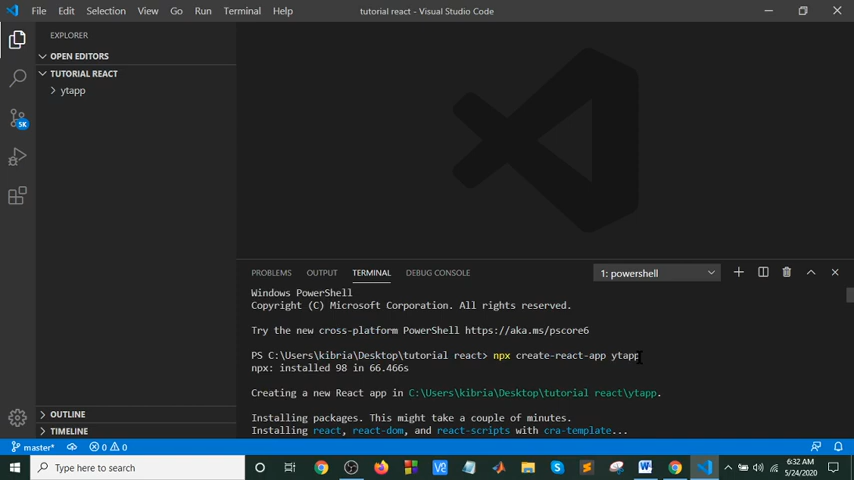 File Edit Selection View Go Run Terminal Help
tutorial react - Visual Studio Code
EXPLORER
OPEN EDITORS
TUTORIAL REACT
ytapp
5K
PROBLEMS OUTPUT TERMINAL DEBUG CONSOLE
1: powershell
Windows PowerShell
Copyright (C) Microsoft Corporation. All rights reserved.
Try the new cross-platform PowerShell https://aka.ms/pscore6
PS C:\Users\kibria\Desktop\tutorial react> npx create-react-app ytapp
npx: installed 98 in 66.466s
Creating a new React app in C:\Users\kibria\Desktop\tutorial react\ytapp.
Installing packages. This might take a couple of minutes.
Installing react, react-dom, and react-scripts with cra-template...
OUTLINE
TIMELINE
master* 0 0
Type here to search
6:32 AM
5/24/2020